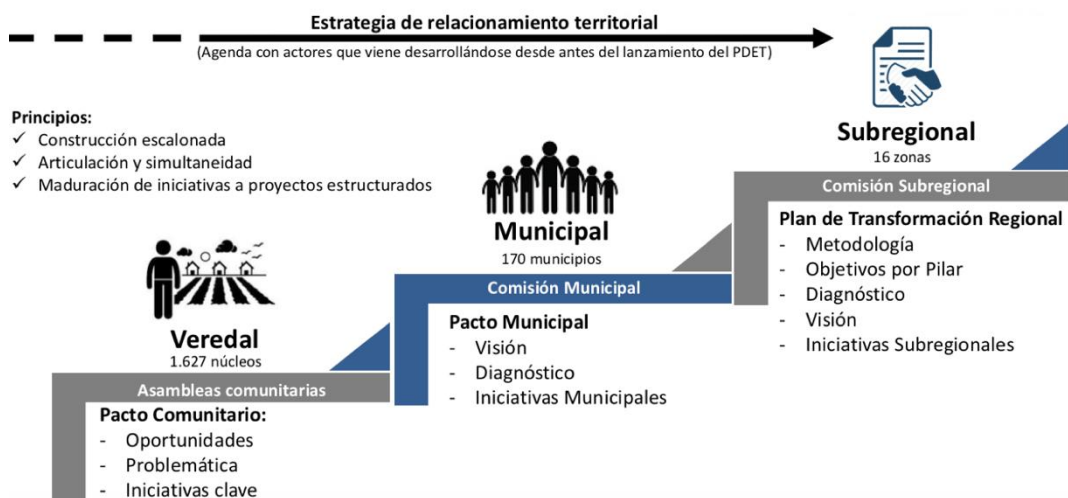 Estrategia de relacionamiento territorial
(Agenda con actores que viene desarrollándose desde antes del lanzamiento del PDET)
Principios:
✓ Construcción escalonada
✓ Articulación y simultaneidad
✓ Maduración de iniciativas a proyectos estructurados
Veredal
1.627 núcleos
Asambleas comunitarias
Pacto Comunitario:
- Oportunidades
- Problemática
- Iniciativas clave
Municipal
170 municipios
Comisión Municipal
Pacto Municipal
- Visión
- Diagnóstico
- Iniciativas Municipales
Subregional
16 zonas
Comisión Subregional
Plan de Transformación Regional
- Metodología
- Objetivos por Pilar
- Diagnóstico
- Visión
- Iniciativas Subregionales